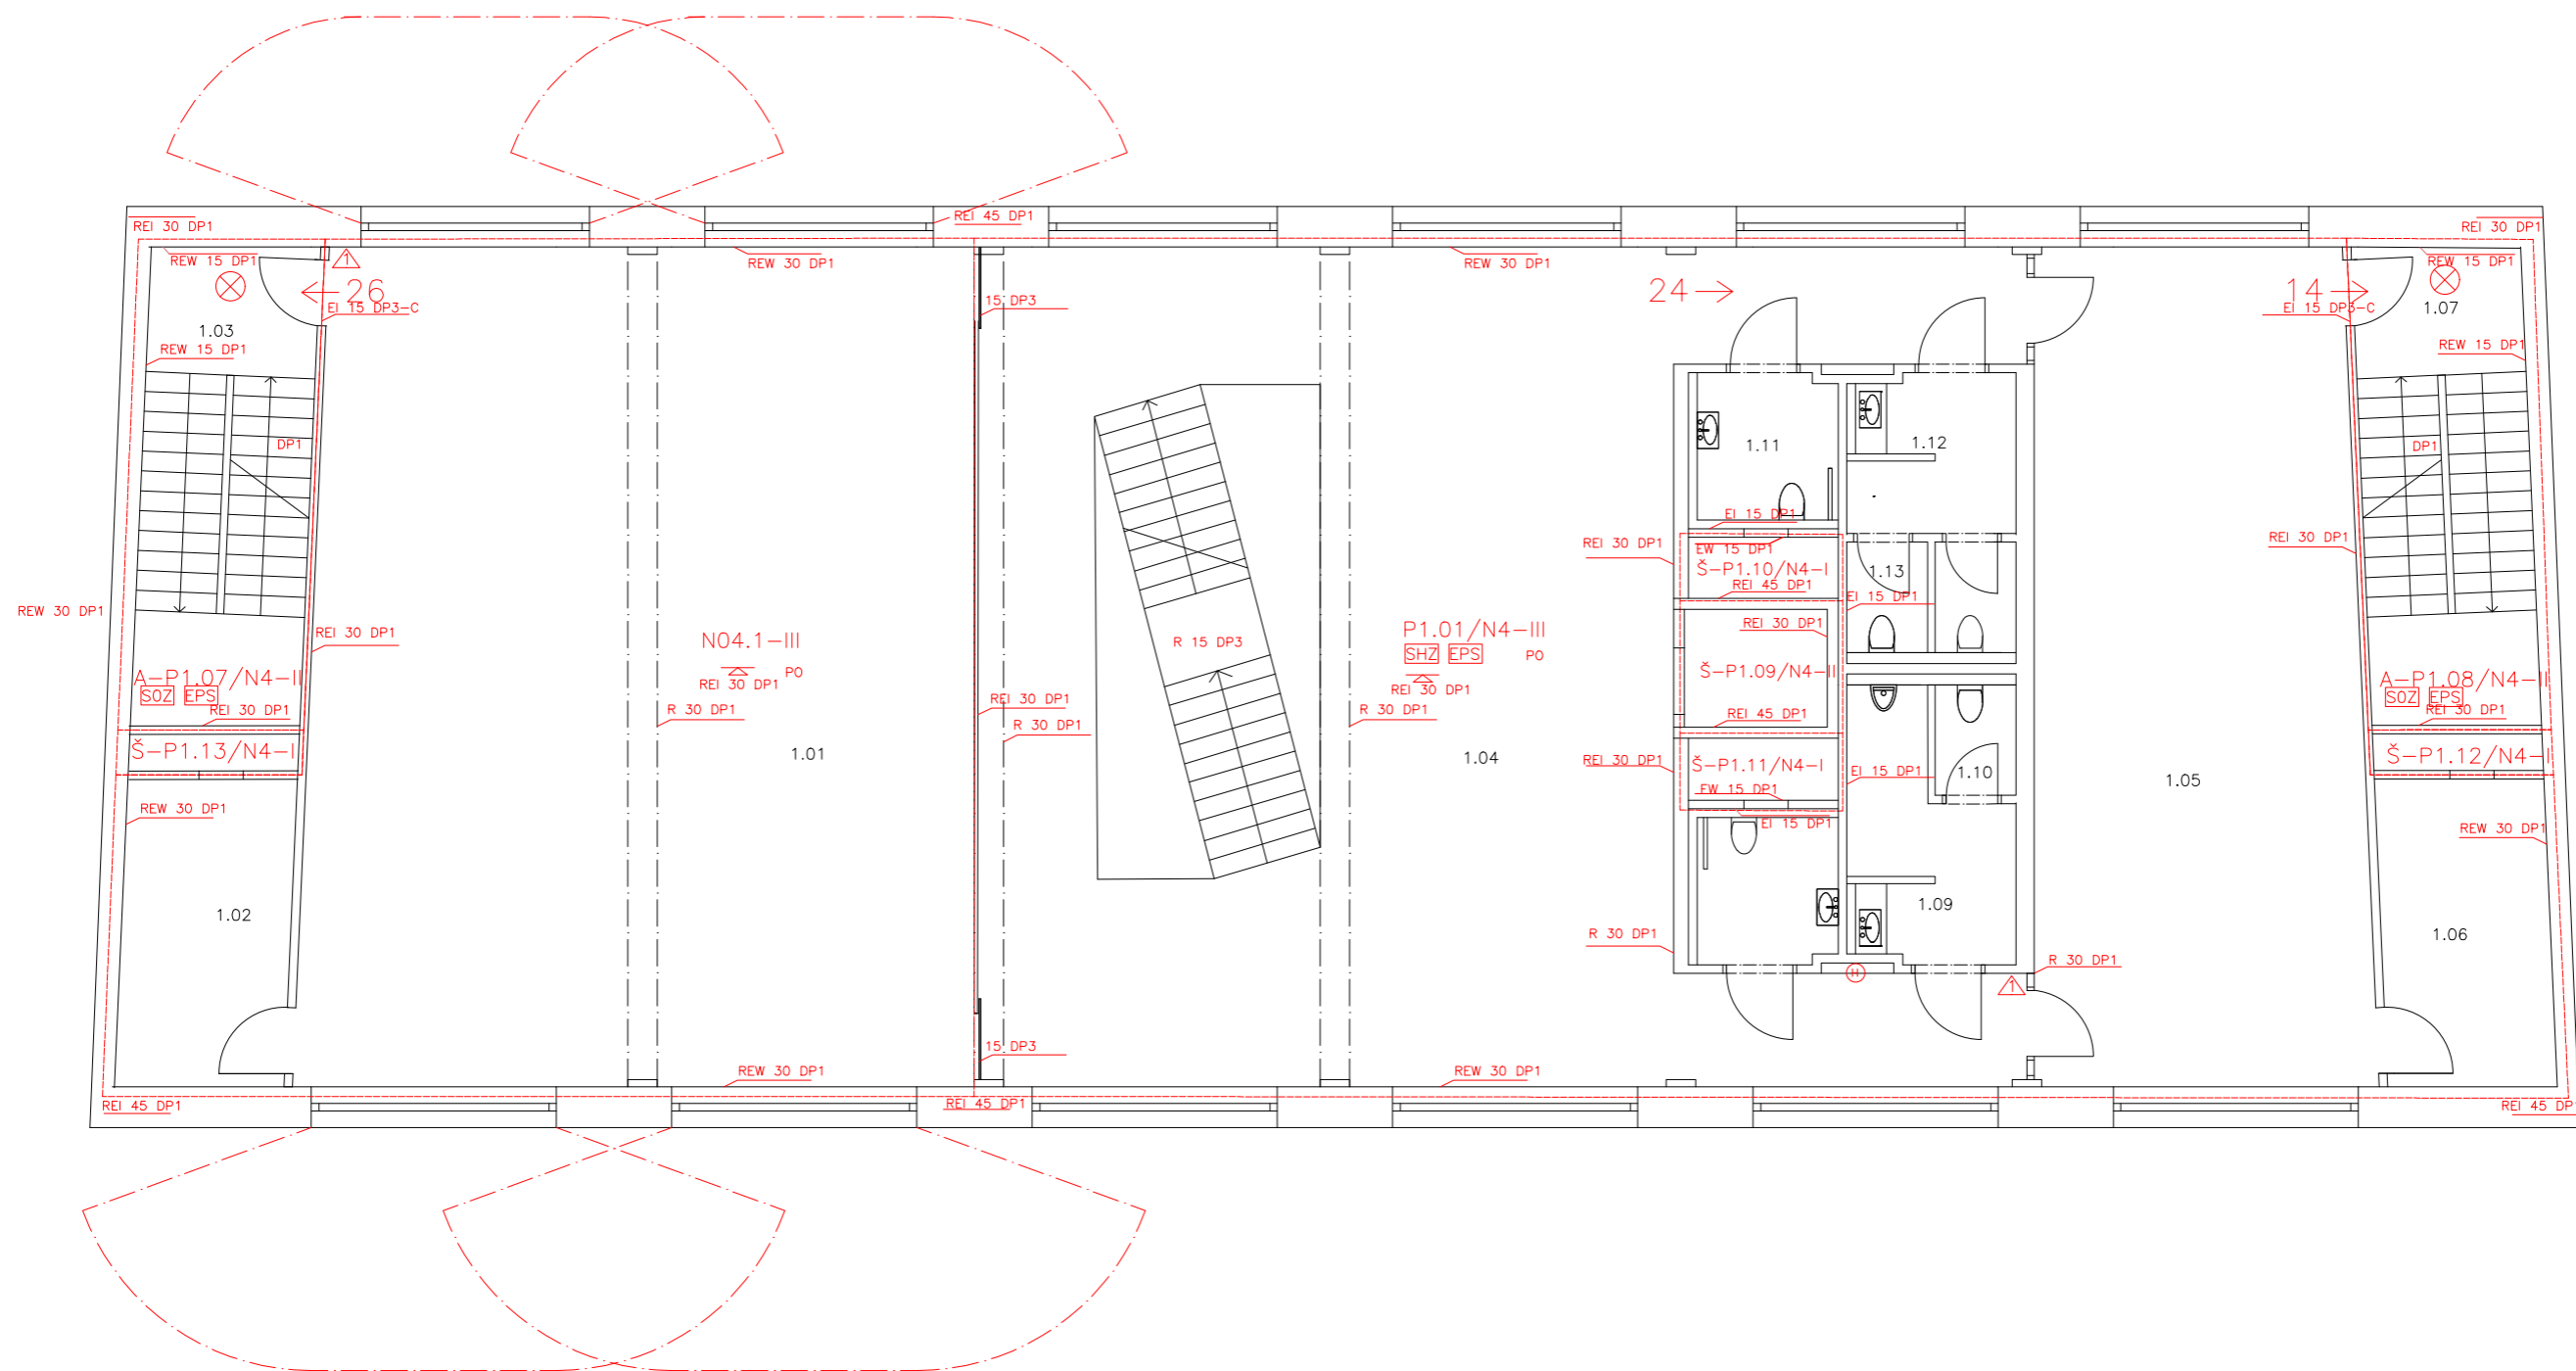 REI 30 DP1
REI 45 DP1
REI 30 DP1
REW 15 DP1
1
REW 30 DP1
REW 30 DP1
REW 15 DP1
26
24
14
EI 15 DP3-C
15 DP3
EI 15 DP3-C
1.03
1.07
REW 15 DP1
REW 15 DP1
DP1
1.11
1.12
DP1
EI 15 DP1
REI 30 DP1
EW 15 DP1
REI 30 DP1
Š-P1.10/N4-I
1.13
REI 45 DP1
EI 15 DP1
REW 30 DP1
REI 30 DP1
N04.1-III
R 15 DP3
P1.01/N4-III
REI 30 DP1
SHZ EPS
P0
Š-P1.09/N4-II
A-P1.07/N4-II
P0
REI 30 DP1
REI 30 DP1
A-P1.08/N4-II
SOZ EPS
SOZ EPS
REI 30 DP1
R 30 DP1
REI 30 DP1
R 30 DP1
R 30 DP1
REI 45 DP1
REI 30 DP1
Š-P1.13/N4-I
1.01
1.04
REI 30 DP1
Š-P1.11/N4-I
EI 15 DP1
1.10
1.05
Š-P1.12/N4-I
REW 30 DP1
EW 15 DP1
EI 15 DP1
REW 30 DP1
1.02
1.09
1.06
R 30 DP1
H
1
R 30 DP1
15 DP3
REW 30 DP1
REW 30 DP1
REI 45 DP1
REI 45 DP1
REI 45 DP